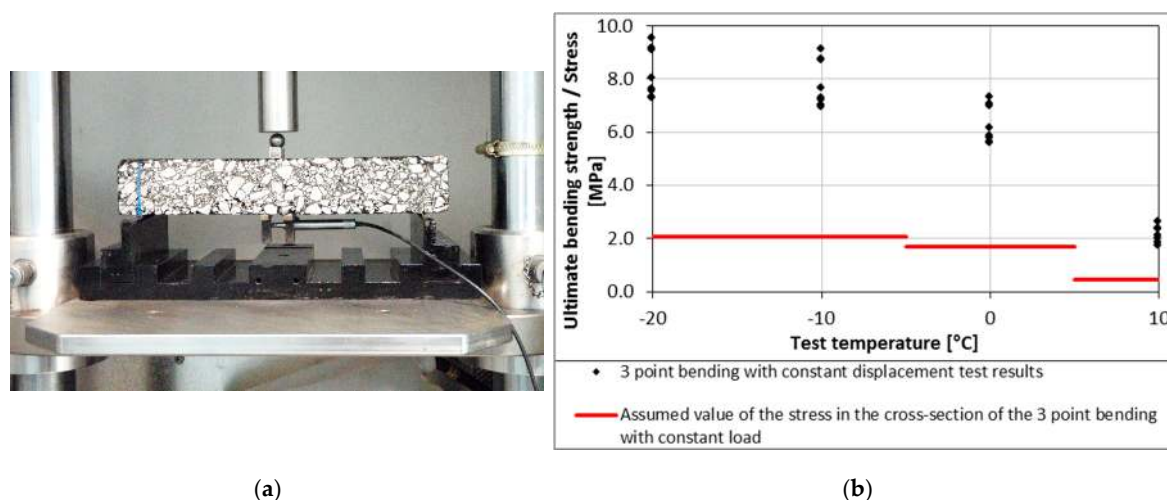 Ultimate bending strength / Stress
[MPa]
10.0
8.0
6.0
4.0
2.0
0.0
-20
-10
0
10
Test temperature [°C]
3 point bending with constant displacement test results
Assumed value of the stress in the cross-section of the 3 point bending
with constant load
(a)
(b)